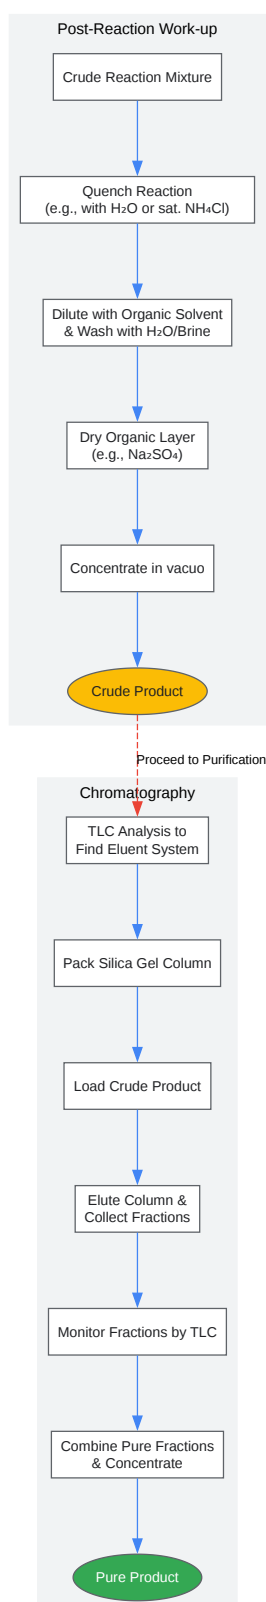 Post-Reaction Work-up
Crude Reaction Mixture
Quench Reaction
(e.g., with H₂O or sat. NH₄Cl)
Dilute with Organic Solvent
& Wash with H₂O/Brine
Dry Organic Layer
(e.g., Na₂SO₄)
Concentrate in vacuo
Crude Product
Proceed to Purification
Chromatography
TLC Analysis to
Find Eluent System
Pack Silica Gel Column
Load Crude Product
Elute Column &
Collect Fractions
Monitor Fractions by TLC
Combine Pure Fractions
& Concentrate
Pure Product